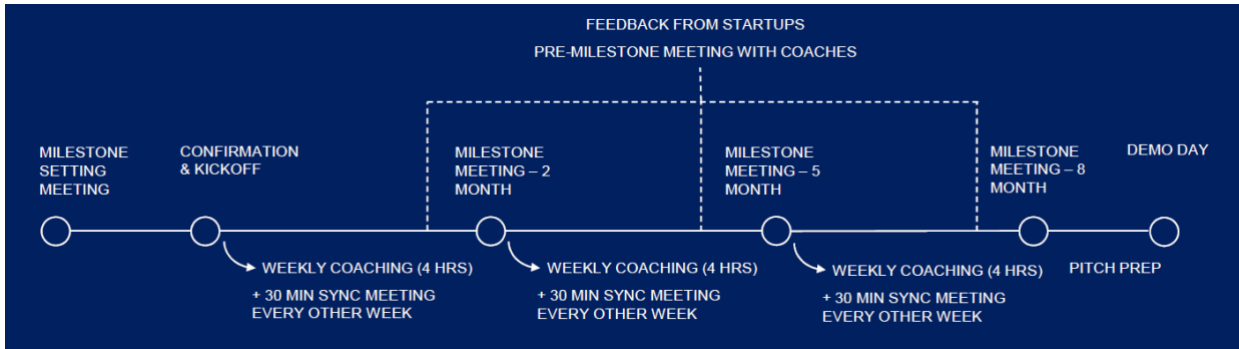 FEEDBACK FROM STARTUPS
PRE-MILESTONE MEETING WITH COACHES
MILESTONE
SETTING
MEETING
CONFIRMATION
& KICKOFF
MILESTONE
MEETING – 2
MONTH
MILESTONE
MEETING – 5
MONTH
MILESTONE
MEETING – 8
MONTH
DEMO DAY
WEEKLY COACHING (4 HRS)
+ 30 MIN SYNC MEETING
EVERY OTHER WEEK
WEEKLY COACHING (4 HRS)
+ 30 MIN SYNC MEETING
EVERY OTHER WEEK
WEEKLY COACHING (4 HRS)
+ 30 MIN SYNC MEETING
EVERY OTHER WEEK
PITCH PREP